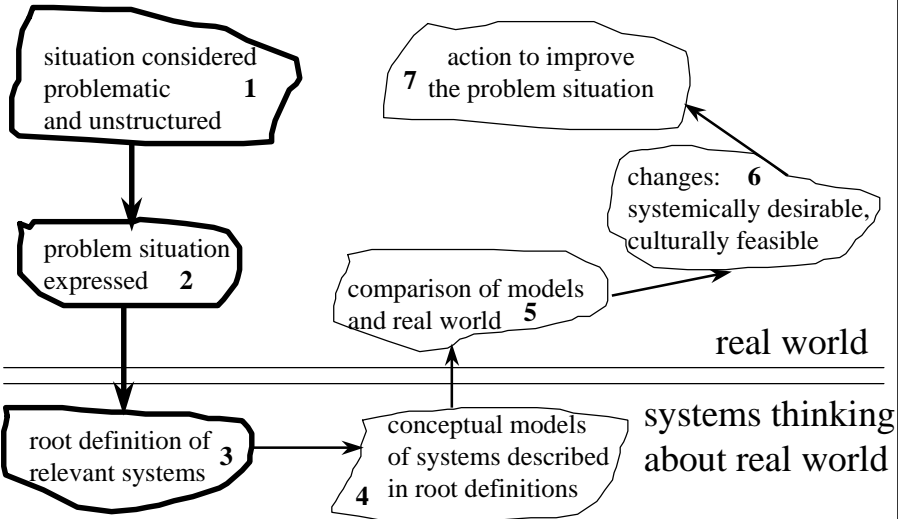 situation considered
problematic 1
and unstructured
problem situation
expressed 2
root definition of
relevant systems 3
conceptual models
of systems described
4 in root definitions
comparison of models
and real world 5
changes: 6
systemically desirable,
culturally feasible
action to improve
7 the problem situation
real world
systems thinking
about real world